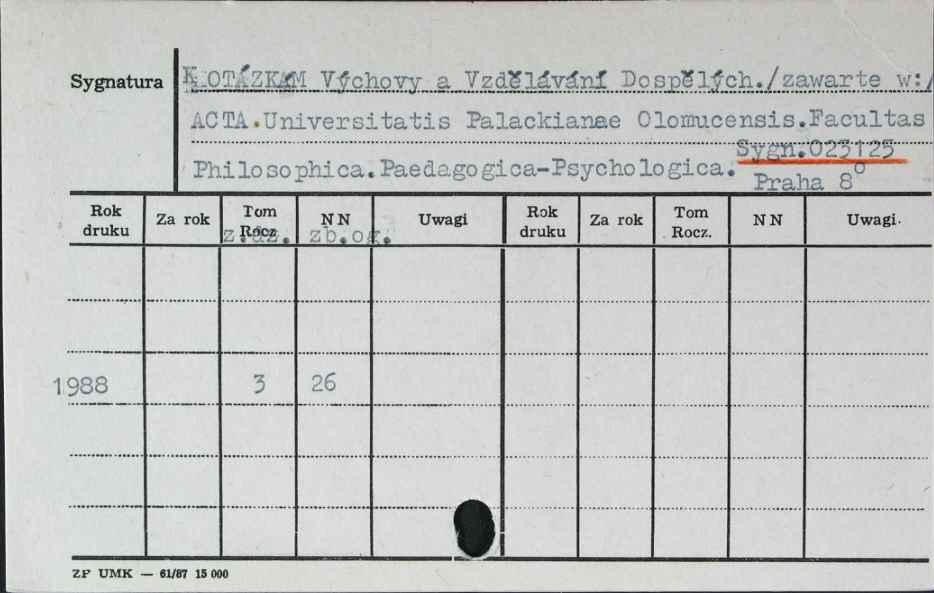 Sygnatura K OTÁZKÁM Výchovy a Vzdělávání Dospělých./zawarte w:/
ACTA.Universitatis Palackianae Olomucensis.Facultas
Sygn.023125
Philosophica.Paedagogica-Psychologica.
Praha 8°
Rok druku Za rok Tom Rocz. NN Uwagi Rok druku Za rok Tom Rocz. NN Uwagi.
zb.og.
1988 3 26
ZP UMK — 61/87 15 000